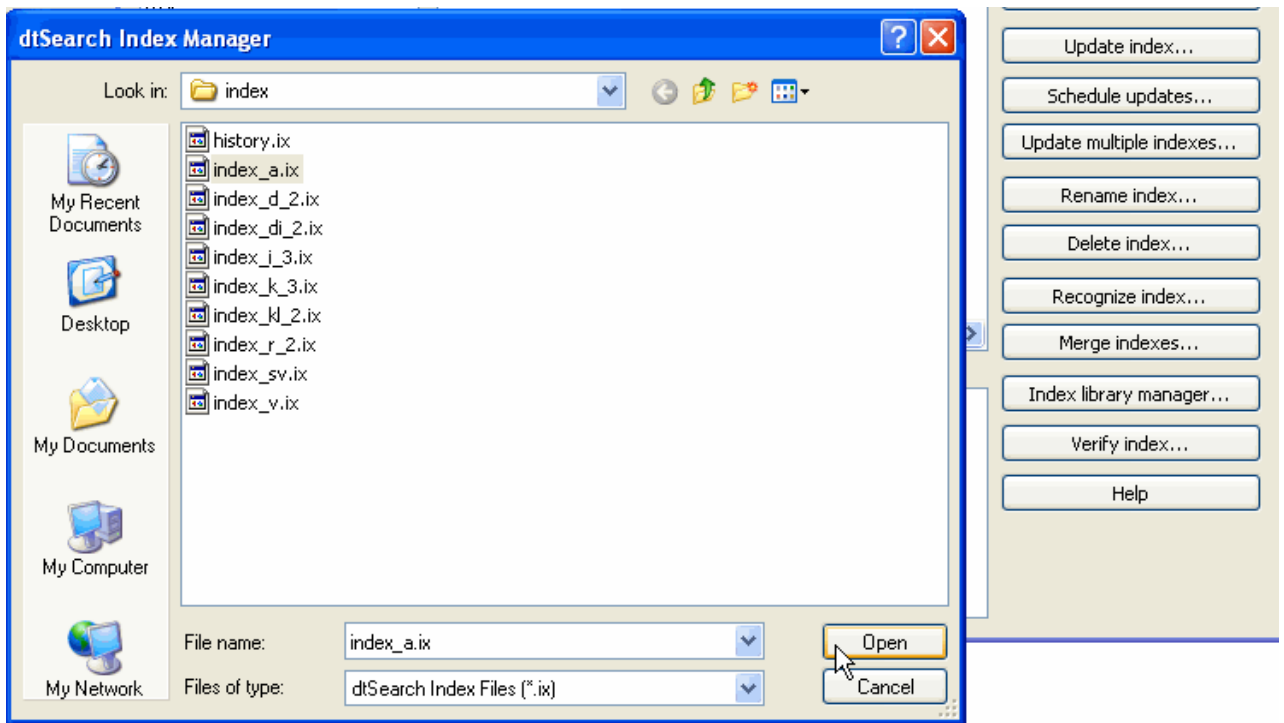 dtSearch Index Manager
Look in:
index
My Recent
Documents
Desktop
My Documents
My Computer
My Network
history.ix
index_a.ix
index_d_2.ix
index_di_2.ix
index_i_3.ix
index_k_3.ix
index_kl_2.ix
index_r_2.ix
index_sv.ix
index_v.ix
File name:
index_a.ix
Open
Files of type:
dtSearch Index Files (*.ix)
Cancel
Update index...
Schedule updates...
Update multiple indexes...
Rename index...
Delete index...
Recognize index...
Merge indexes...
Index library manager...
Verify index...
Help